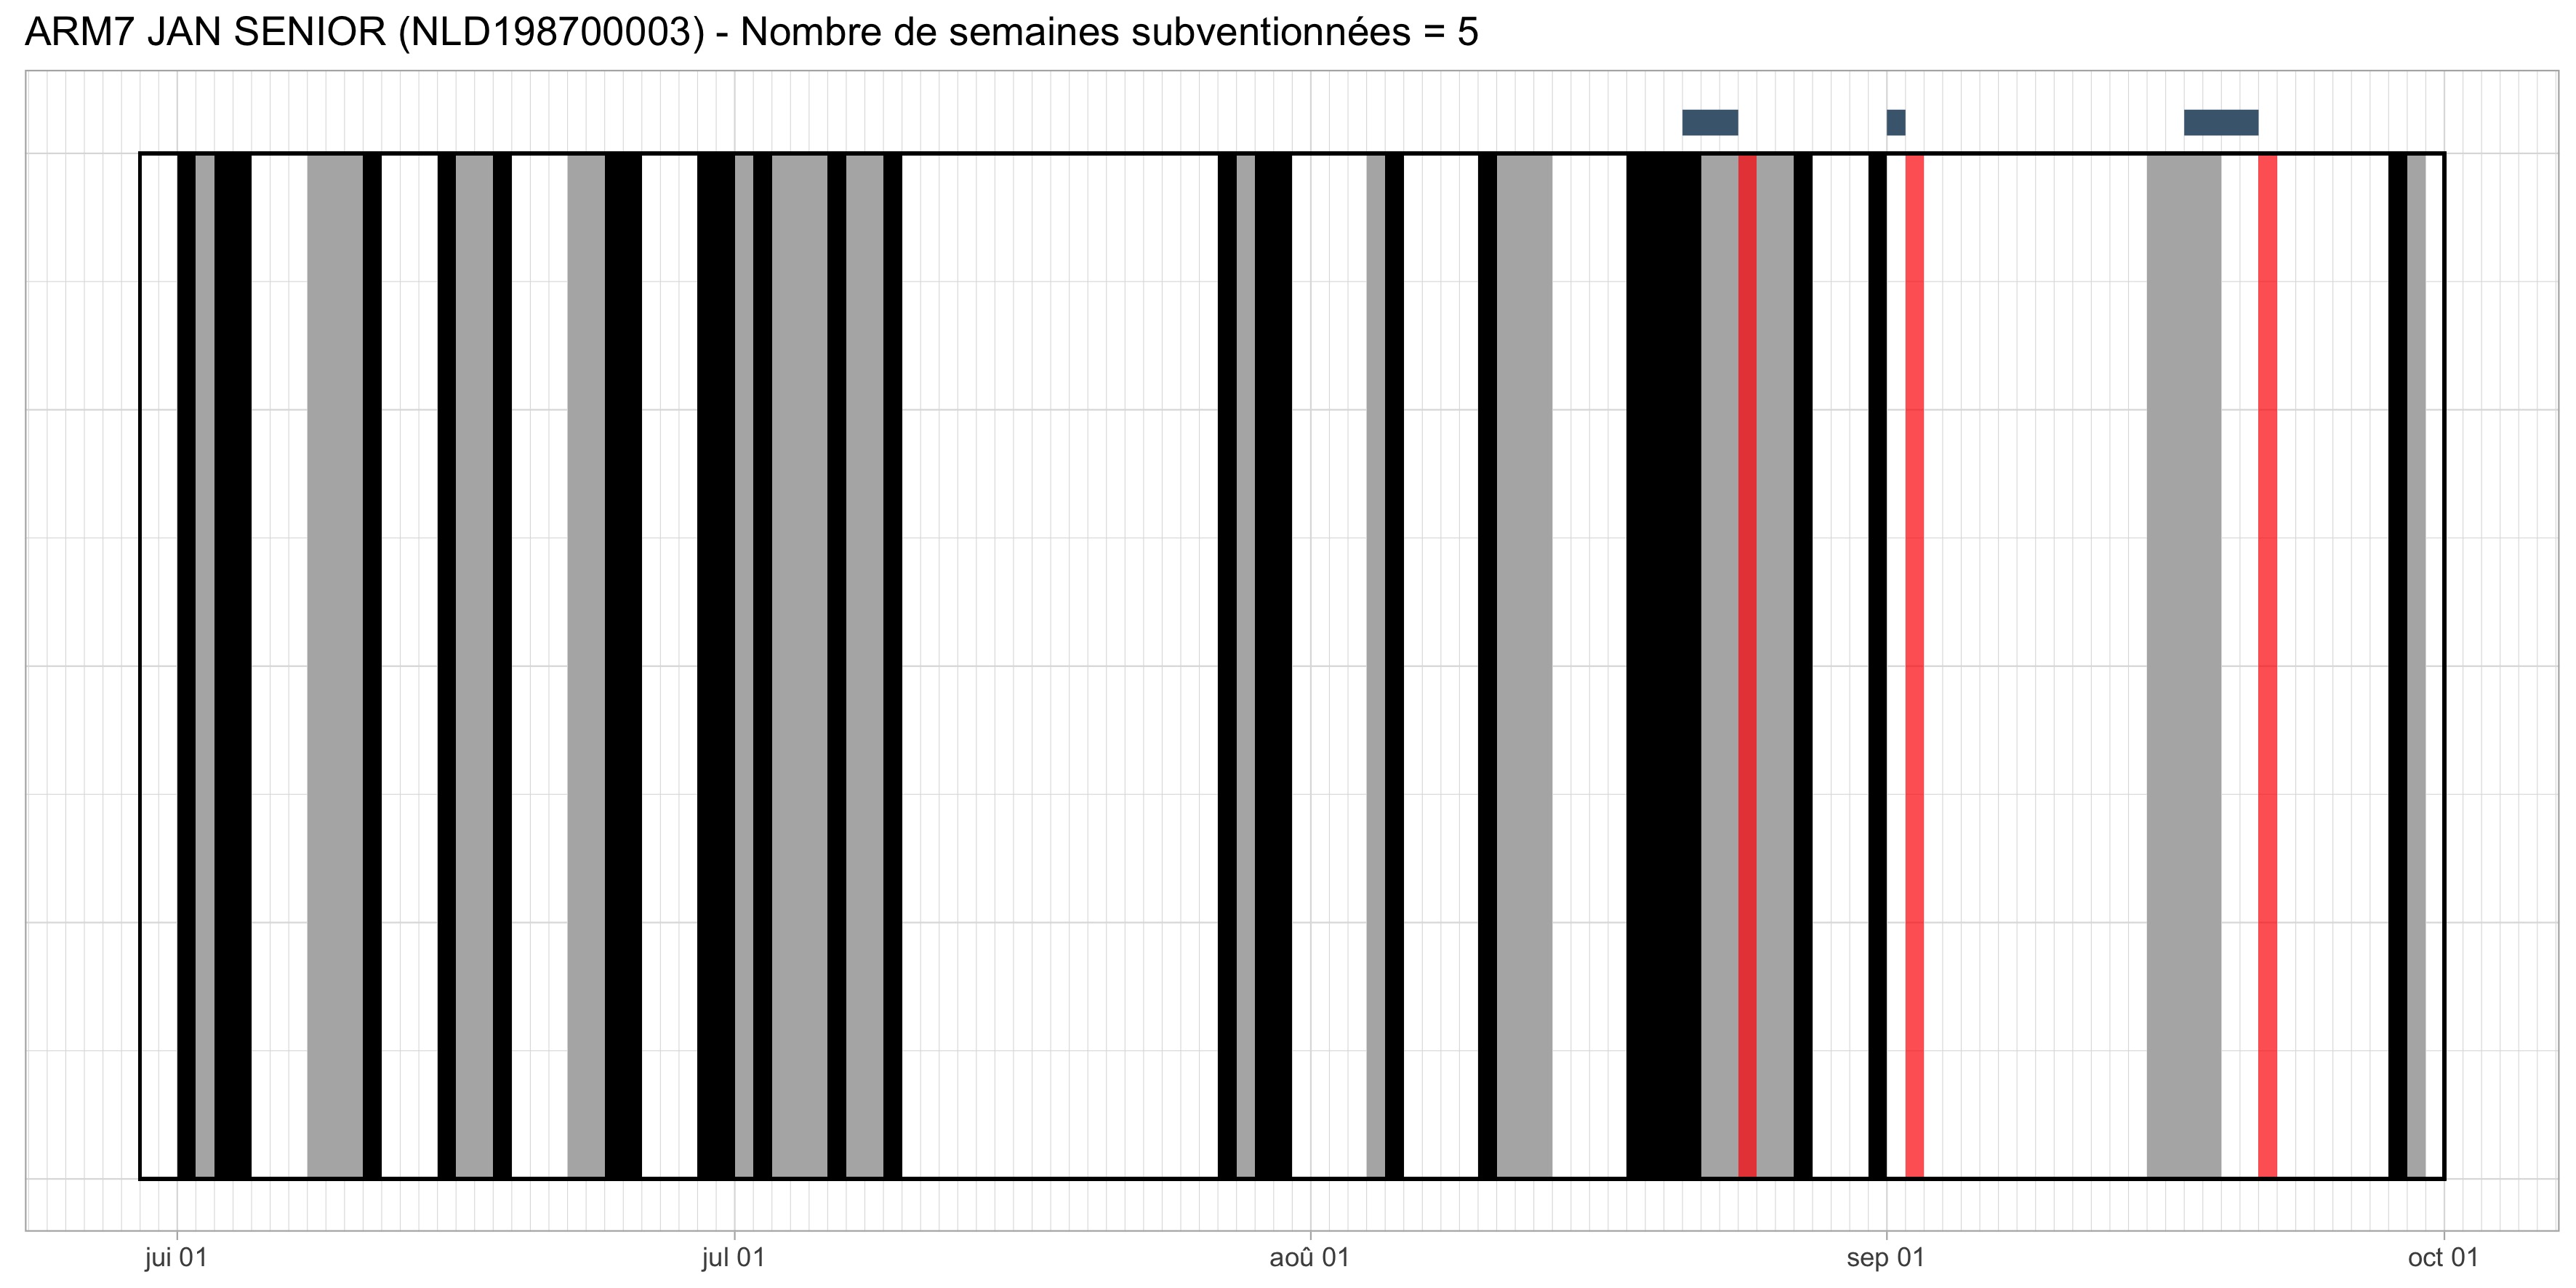 ARM7 JAN SENIOR (NLD198700003) - Nombre de semaines subventionnées = 5
jui 01 jul 01 aoû 01 sep 01 oct 01